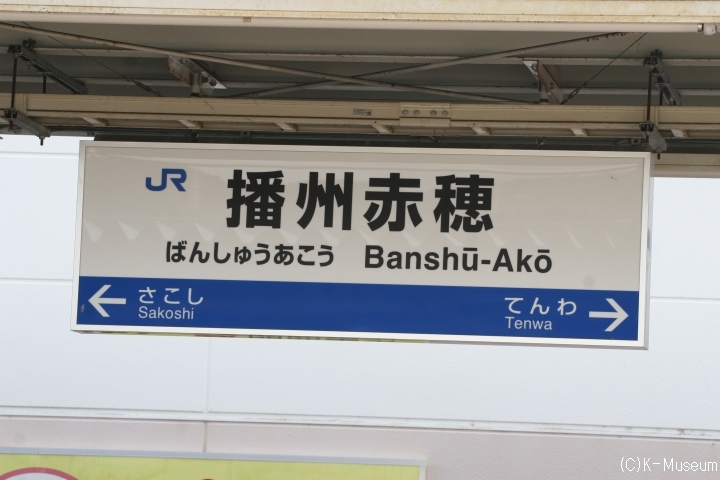 JR 播州赤穂
ばんしゅうあこう Banshū-Akō
← さこし
Sakoshi
てんわ →
Tenwa
(C)K-Museum